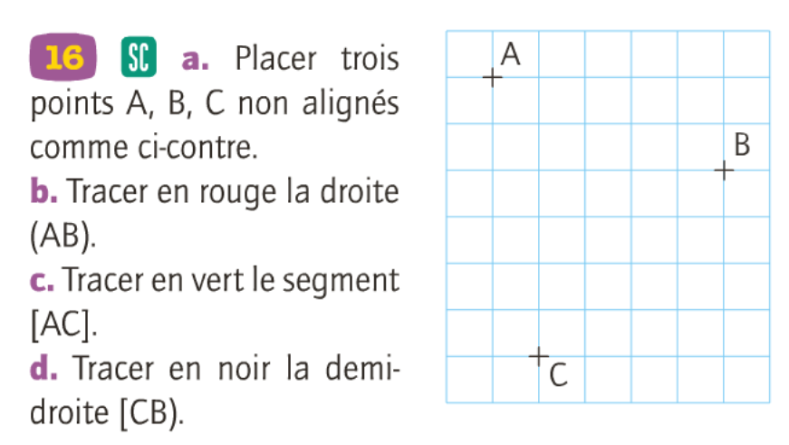 16 SC a. Placer trois
points A, B, C non alignés
comme ci-contre.
b. Tracer en rouge la droite
(AB).
c. Tracer en vert le segment
[AC].
d. Tracer en noir la demi-
droite [CB).
A
B
C